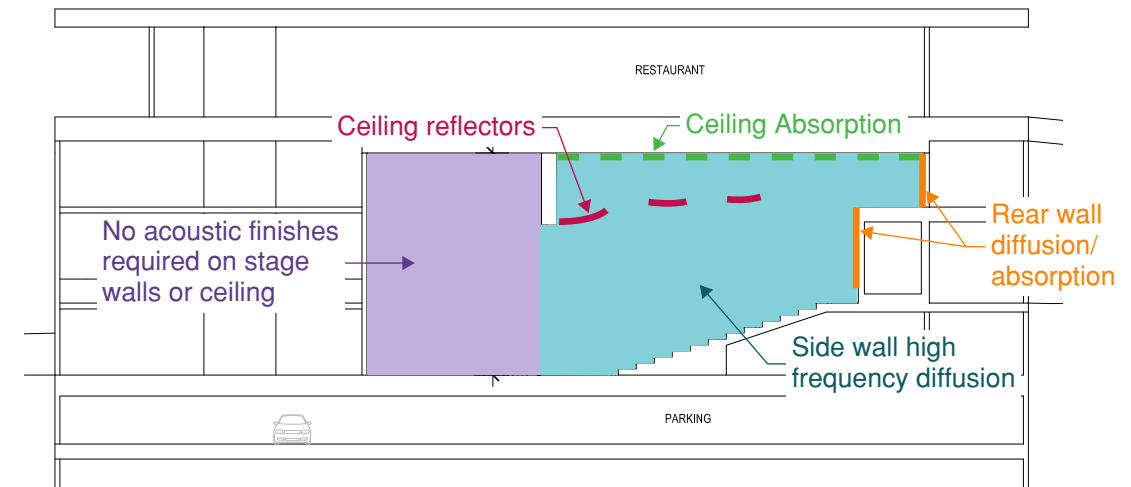 RESTAURANT
Ceiling reflectors
Ceiling Absorption
No acoustic finishes
required on stage
walls or ceiling
Rear wall
diffusion/
absorption
Side wall high
frequency diffusion
PARKING